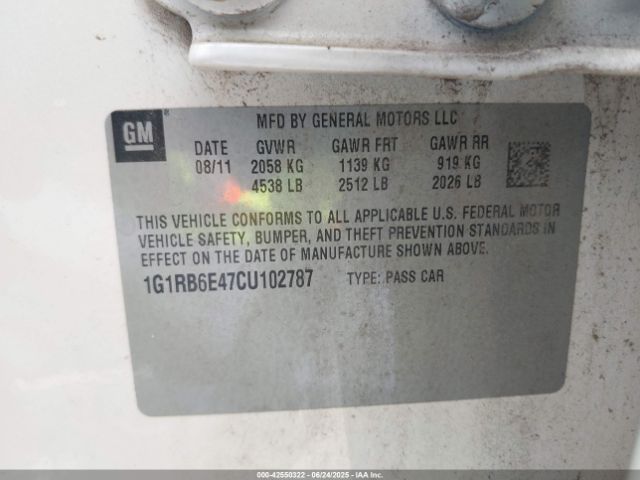 GM
MFD BY GENERAL MOTORS LLC
DATE GVWR GAWR FRT GAWR RR
08/11 2058 KG 1139 KG 919 KG
4538 LB 2512 LB 2026 LB
THIS VEHICLE CONFORMS TO ALL APPLICABLE U.S. FEDERAL MOTOR
VEHICLE SAFETY, BUMPER, AND THEFT PREVENTION STANDARDS IN
EFFECT ON THE DATE OF MANUFACTURE SHOWN ABOVE.
1G1RB6E47CU102787 TYPE: PASS CAR
000-42550322 - 06/24/2025 - IAAI.COM - COPYRIGHT